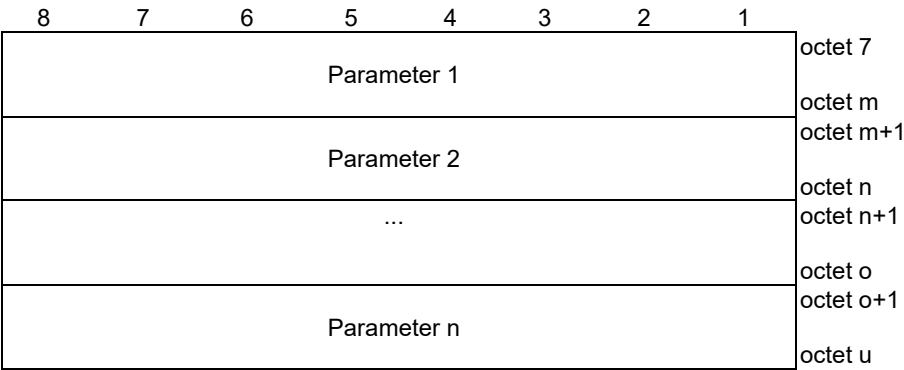 8 7 6 5 4 3 2 1
octet 7
Parameter 1
octet m
octet m+1
Parameter 2
octet n
...
octet n+1
octet o
octet o+1
Parameter n
octet u